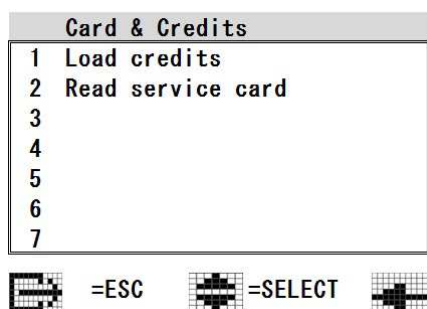 Card & Credits
1 Load credits
2 Read service card
3
4
5
6
7
=ESC =SELECT